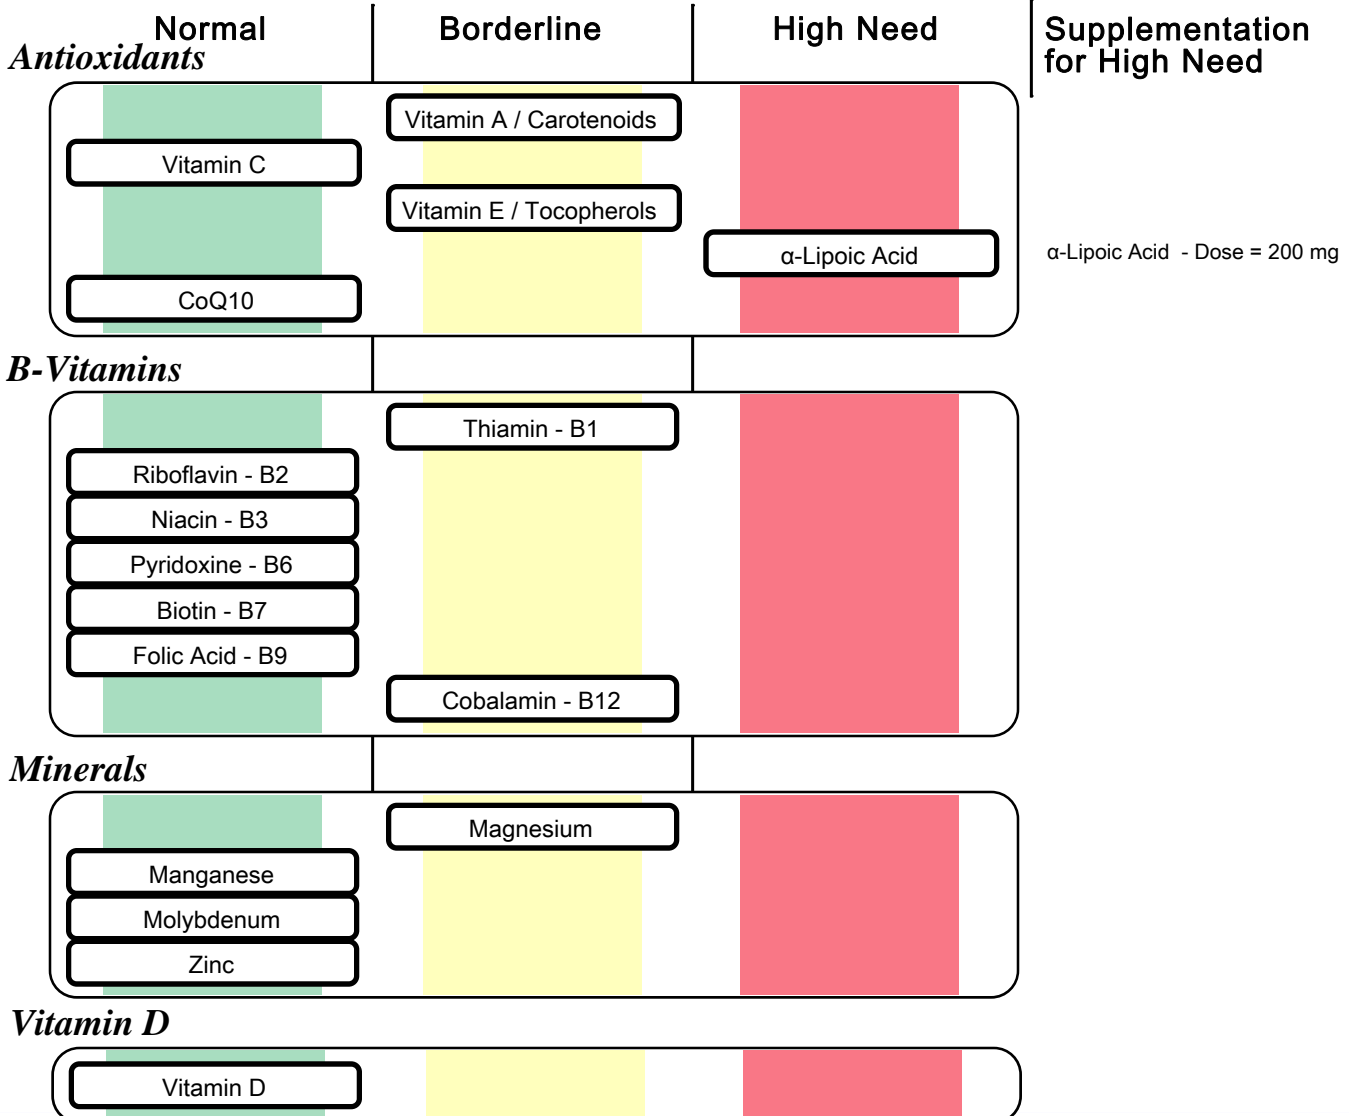 Normal
Borderline
High Need
Supplementation
for High Need
Antioxidants
Vitamin A / Carotenoids
Vitamin C
Vitamin E / Tocopherols
α-Lipoic Acid
α-Lipoic Acid - Dose = 200 mg
CoQ10
B-Vitamins
Thiamin - B1
Riboflavin - B2
Niacin - B3
Pyridoxine - B6
Biotin - B7
Folic Acid - B9
Cobalamin - B12
Minerals
Magnesium
Manganese
Molybdenum
Zinc
Vitamin D
Vitamin D